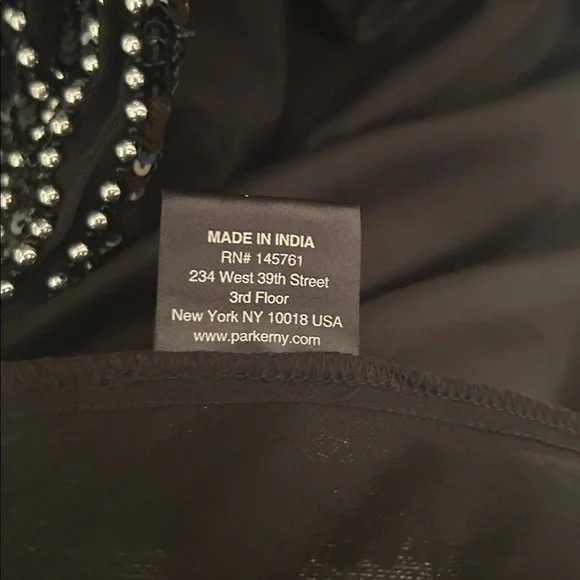 MADE IN INDIA
RN# 145761
234 West 39th Street
3rd Floor
New York NY 10018 USA
www.parkerny.com